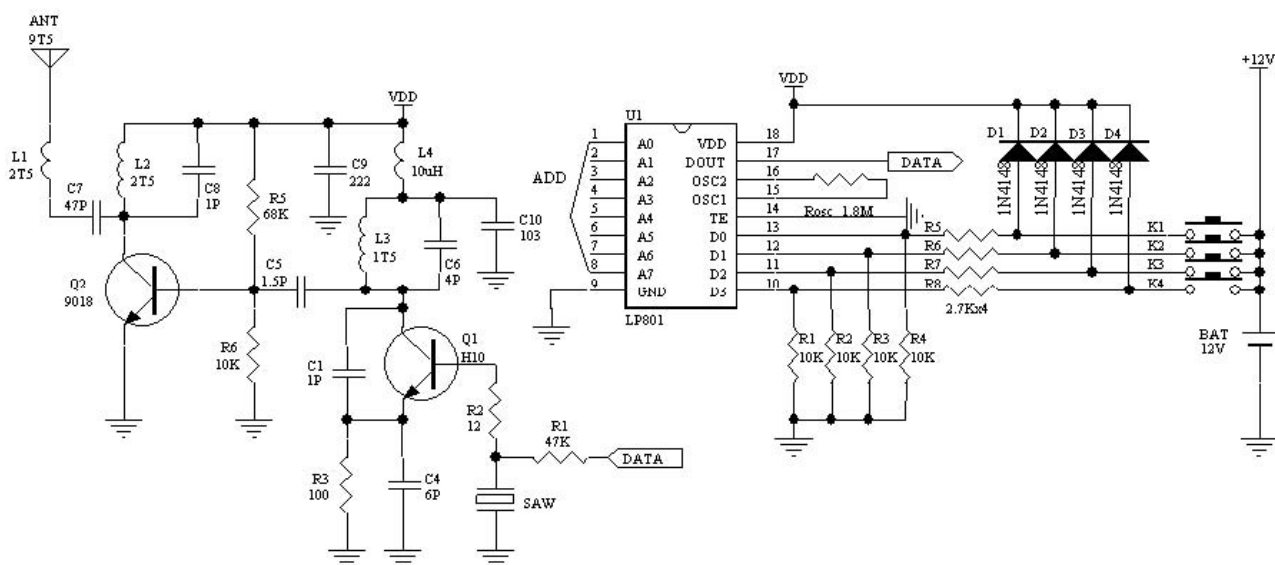 ANT
9T5
L1
2T5
C7
47P
L2
2T5
C8
1P
R5
68K
C9
222
VDD
L4
10uH
L3
1T5
C6
4P
C10
103
Q2
9018
C5
1.5P
R6
10K
C1
1P
Q1
H10
R2
12
R1
47K
DATA
R3
100
C4
6P
SAW
ADD
U1
1 A0 VDD 18
2 A1 DOUT 17
3 A2 OSC2 16
4 A3 OSC1 15
5 A4 TE 14
6 A5 D0 13
7 A6 D1 12
8 A7 D2 11
9 GND D3 10
LP801
VDD
DATA
Rosc 1.8M
R5
R6
R7
R8
2.7Kx4
R1
10K
R2
10K
R3
10K
R4
10K
D1 D2 D3 D4
1N4148
1N4148
1N4148
1N4148
K1
K2
K3
K4
+12V
BAT
12V